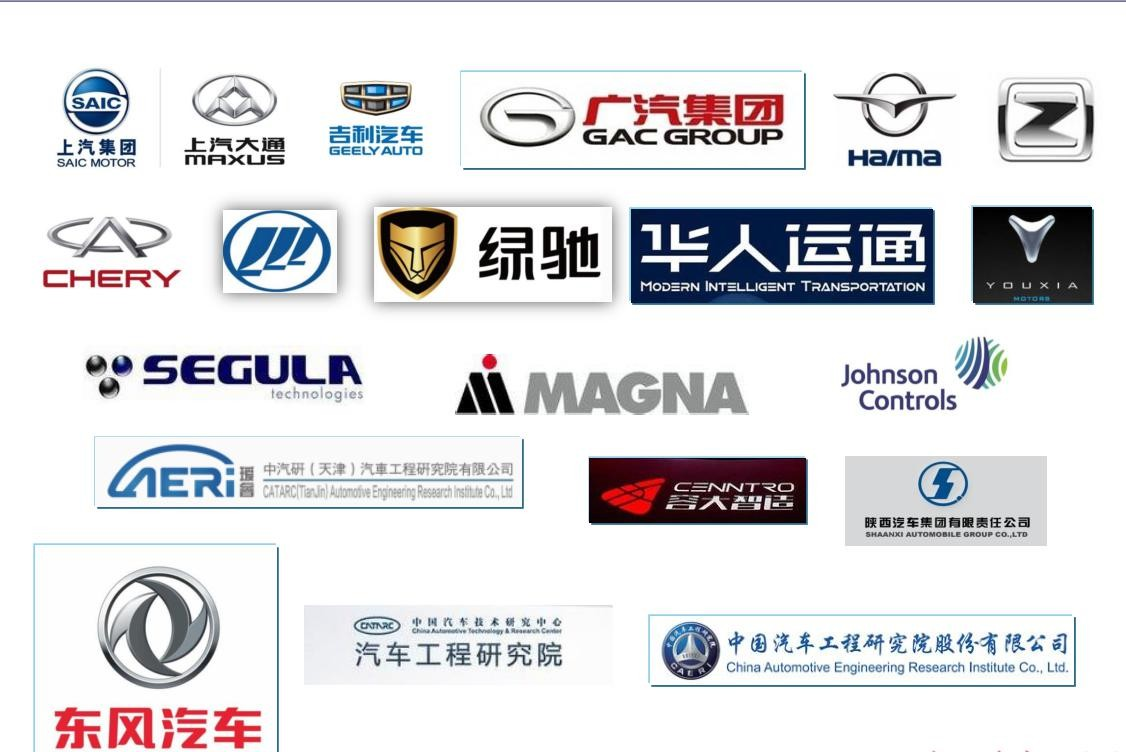 SAIC
上汽集团
SAIC MOTOR
上汽大通
MAXUS
吉利汽车
GEELY AUTO
广汽集团
GAC GROUP
HAIMA
CHERY
绿驰
华人运通
MODERN INTELLIGENT TRANSPORTATION
YOUXIA
MOTORS
SEGULA
technologies
MAGNA
Johnson
Controls
AERi
中汽研（天津）汽車工程研究院有限公司
CATARC(TianJin) Automotive Engineering Research Institute Co., Ltd
CENNTRO
容大智造
陕西汽车集团有限责任公司
SHAANXI AUTOMOBILE GROUP CO.,LTD
东风汽车
CATARC
中国汽车技术研究中心
China Automotive Technology & Research Center
汽车工程研究院
CAERI
中国汽车工程研究院股份有限公司
China Automotive Engineering Research Institute Co., Ltd.